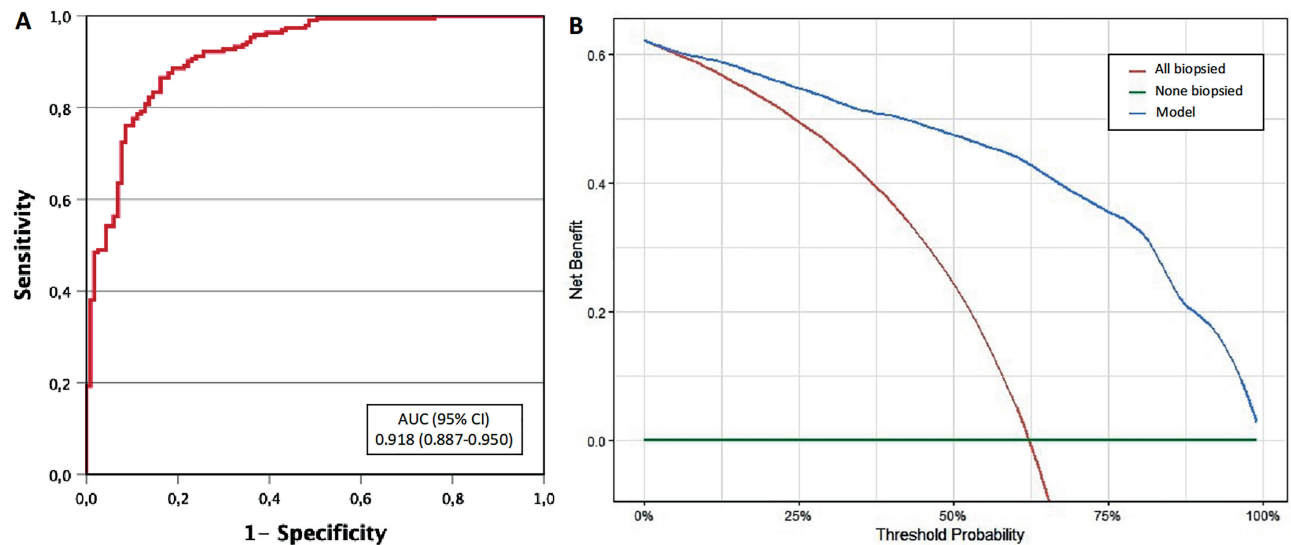 A
1,0
0,8
0,6
0,4
0,2
0,0
Sensitivity
AUC (95% CI)
0.918 (0.887-0.950)
0,0 0,2 0,4 0,6 0,8 1,0
1- Specificity
B
0.6
0.4
0.2
0.0
Net Benefit
All biopsied
None biopsied
Model
0% 25% 50% 75% 100%
Threshold Probability